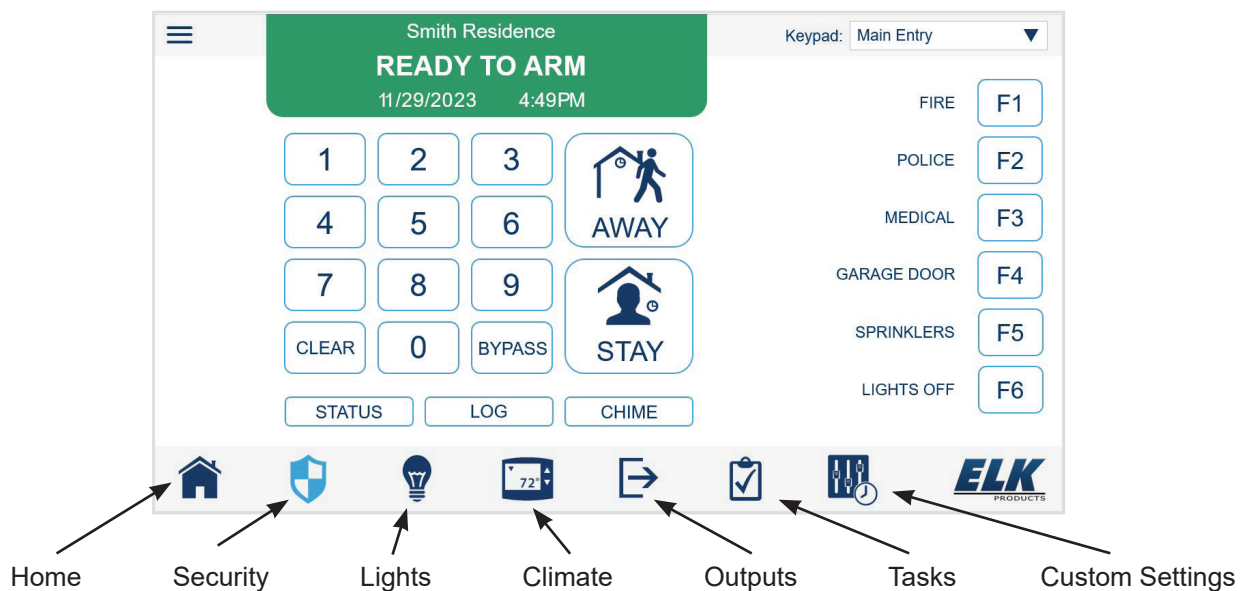 Smith Residence
Keypad: Main Entry
READY TO ARM
11/29/2023 4:49PM
FIRE F1
1 2 3
POLICE F2
AWAY
4 5 6
MEDICAL F3
7 8 9
GARAGE DOOR F4
STAY
CLEAR 0 BYPASS
SPRINKLERS F5
LIGHTS OFF F6
STATUS LOG CHIME
72°
ELK
PRODUCTS
Home Security Lights Climate Outputs Tasks Custom Settings